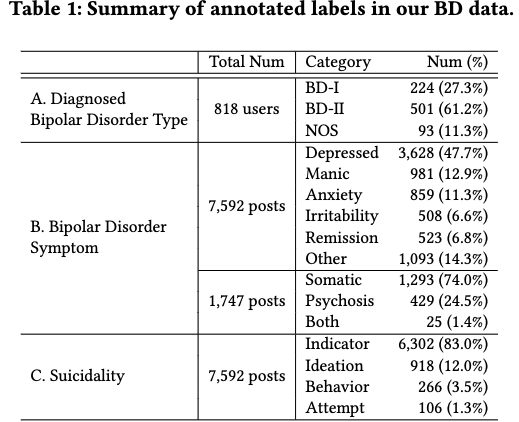 Table 1: Summary of annotated labels in our BD data.
Total Num Category Num (%)
A. Diagnosed
Bipolar Disorder Type
818 users
BD-I 224 (27.3%)
BD-II 501 (61.2%)
NOS 93 (11.3%)
B. Bipolar Disorder
Symptom
7,592 posts
Depressed 3,628 (47.7%)
Manic 981 (12.9%)
Anxiety 859 (11.3%)
Irritability 508 (6.6%)
Remission 523 (6.8%)
Other 1,093 (14.3%)
1,747 posts
Somatic 1,293 (74.0%)
Psychosis 429 (24.5%)
Both 25 (1.4%)
C. Suicidality
7,592 posts
Indicator 6,302 (83.0%)
Ideation 918 (12.0%)
Behavior 266 (3.5%)
Attempt 106 (1.3%)